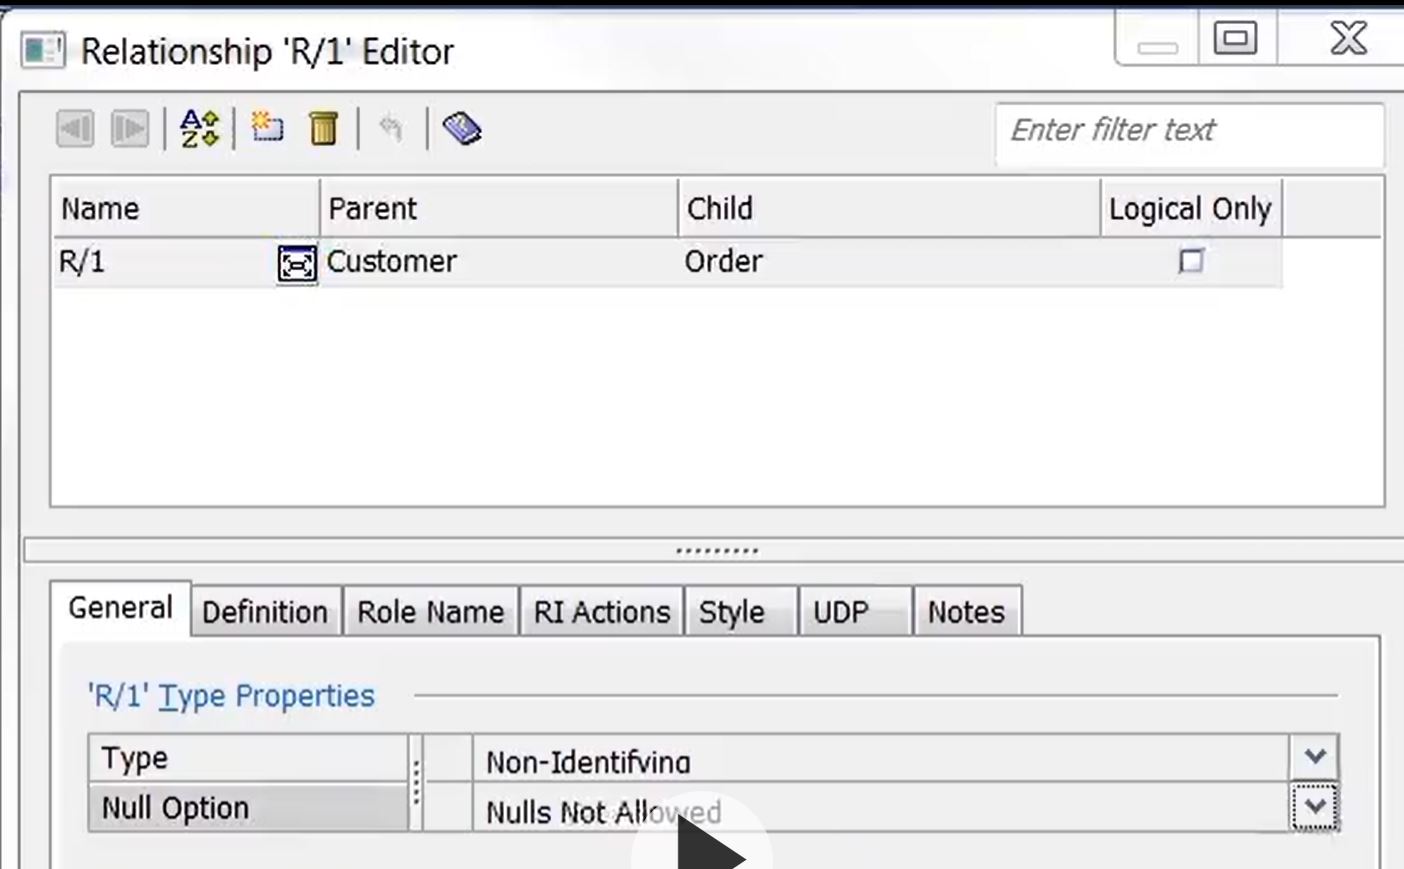 Relationship 'R/1' Editor
Enter filter text
Name Parent Child Logical Only
R/1 Customer Order
General Definition Role Name RI Actions Style UDP Notes
'R/1' Type Properties
Type Non-Identifying
Null Option Nulls Not Allowed